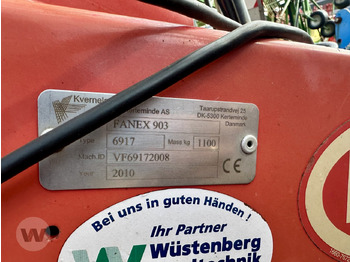 Kverneland Kerteminde AS
Taarupstrandvej 25
DK-5300 Kerteminde
Danmark
FANEX 903
Type 6917 Mass kg 1100
Mach.ID VF69172008
Year 2010
CE
Bei uns in guten Händen!
Ihr Partner
Wüstenberg